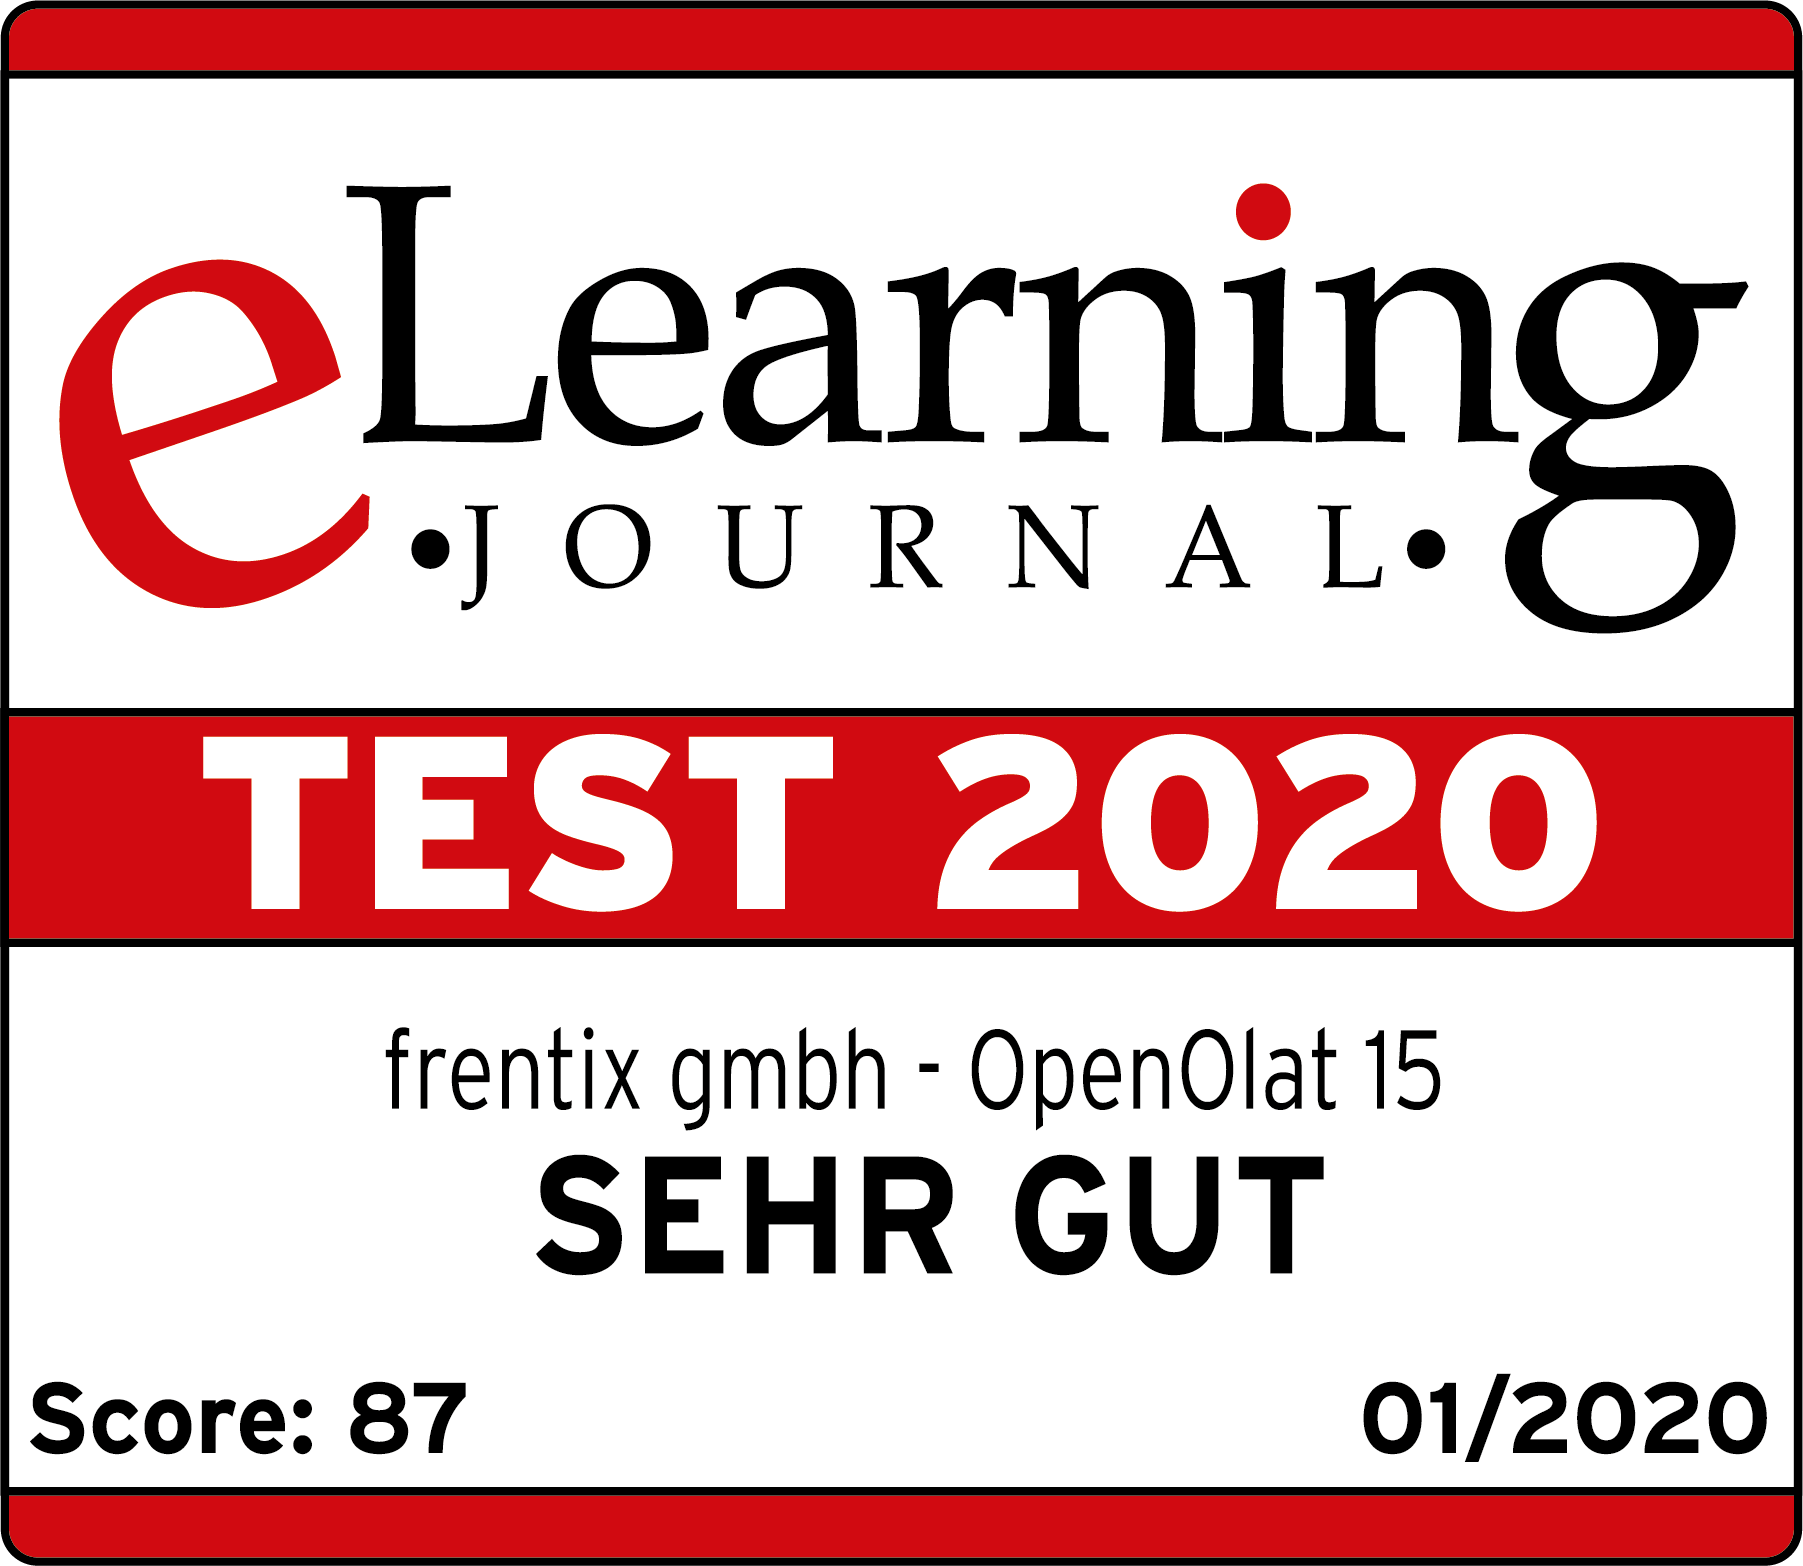 eLearning
•JOURNAL•
TEST 2020
frentix gmbh - OpenOlat 15
SEHR GUT
Score: 87
01/2020